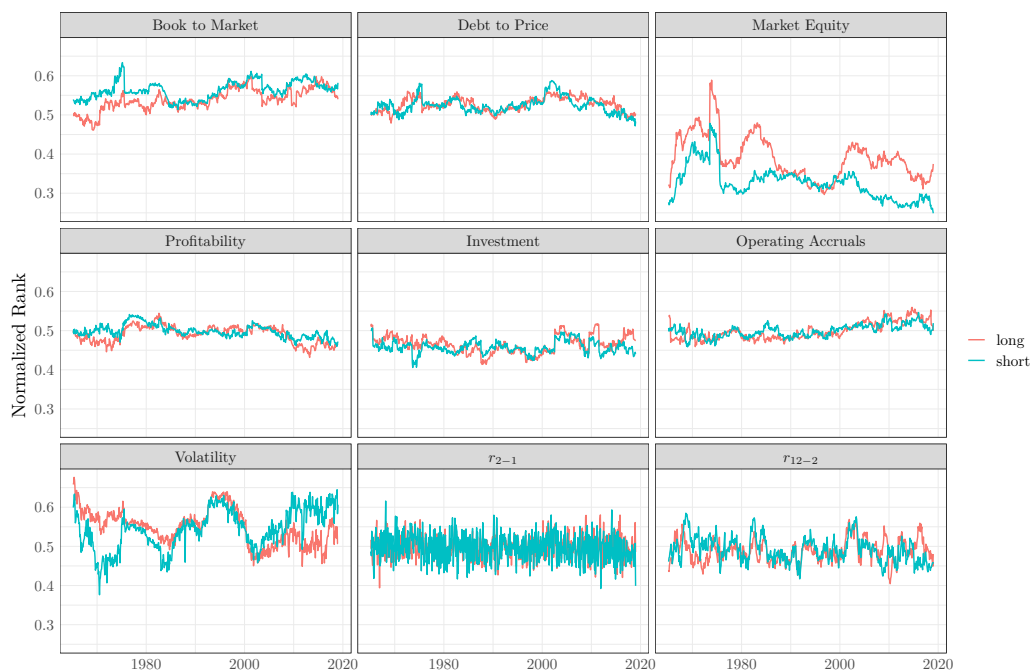 Book to Market
Debt to Price
Market Equity
0.6
0.5
0.4
0.3
Profitability
Investment
Operating Accruals
0.6
0.5
0.4
0.3
Volatility
r2−1
r12−2
0.6
0.5
0.4
0.3
1980 2000 2020
1980 2000 2020
1980 2000 2020
Normalized Rank
long
short